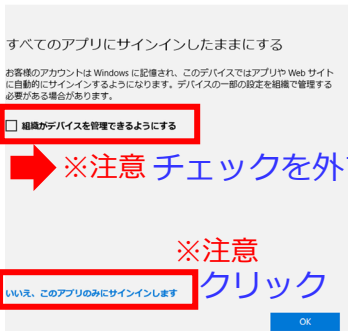 すべてのアプリにサインインしたままにする
お客様のアカウントは Windows に記憶され、このデバイスではアプリや Web サイト
に自動的にサインインするようになります。デバイスの一部の設定を組織で管理する
必要がある場合があります。
組織がデバイスを管理できるようにする
※注意 チェックを外
※注意
いいえ、このアプリのみにサインインします クリック
OK